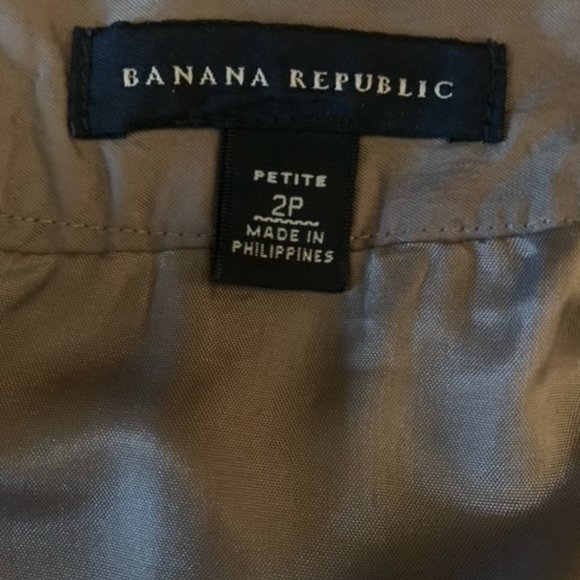 BANANA REPUBLIC
PETITE
2P
MADE IN
PHILIPPINES